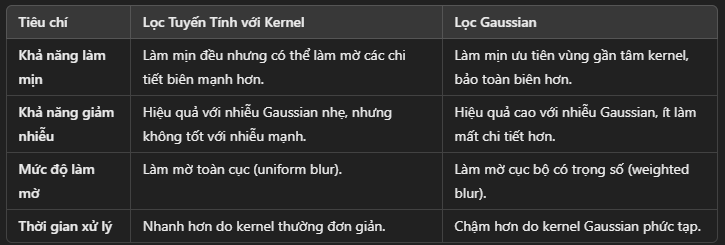 Tiêu chí Lọc Tuyến Tính với Kernel Lọc Gaussian
Khả năng làm mịn Làm mịn đều nhưng có thể làm mờ các chi tiết biên mạnh hơn. Làm mịn ưu tiên vùng gần tâm kernel, bảo toàn biên hơn.
Khả năng giảm nhiễu Hiệu quả với nhiễu Gaussian nhẹ, nhưng không tốt với nhiễu mạnh. Hiệu quả cao với nhiễu Gaussian, ít làm mất chi tiết hơn.
Mức độ làm mờ Làm mờ toàn cục (uniform blur). Làm mờ cục bộ có trọng số (weighted blur).
Thời gian xử lý Nhanh hơn do kernel thường đơn giản. Chậm hơn do kernel Gaussian phức tạp.